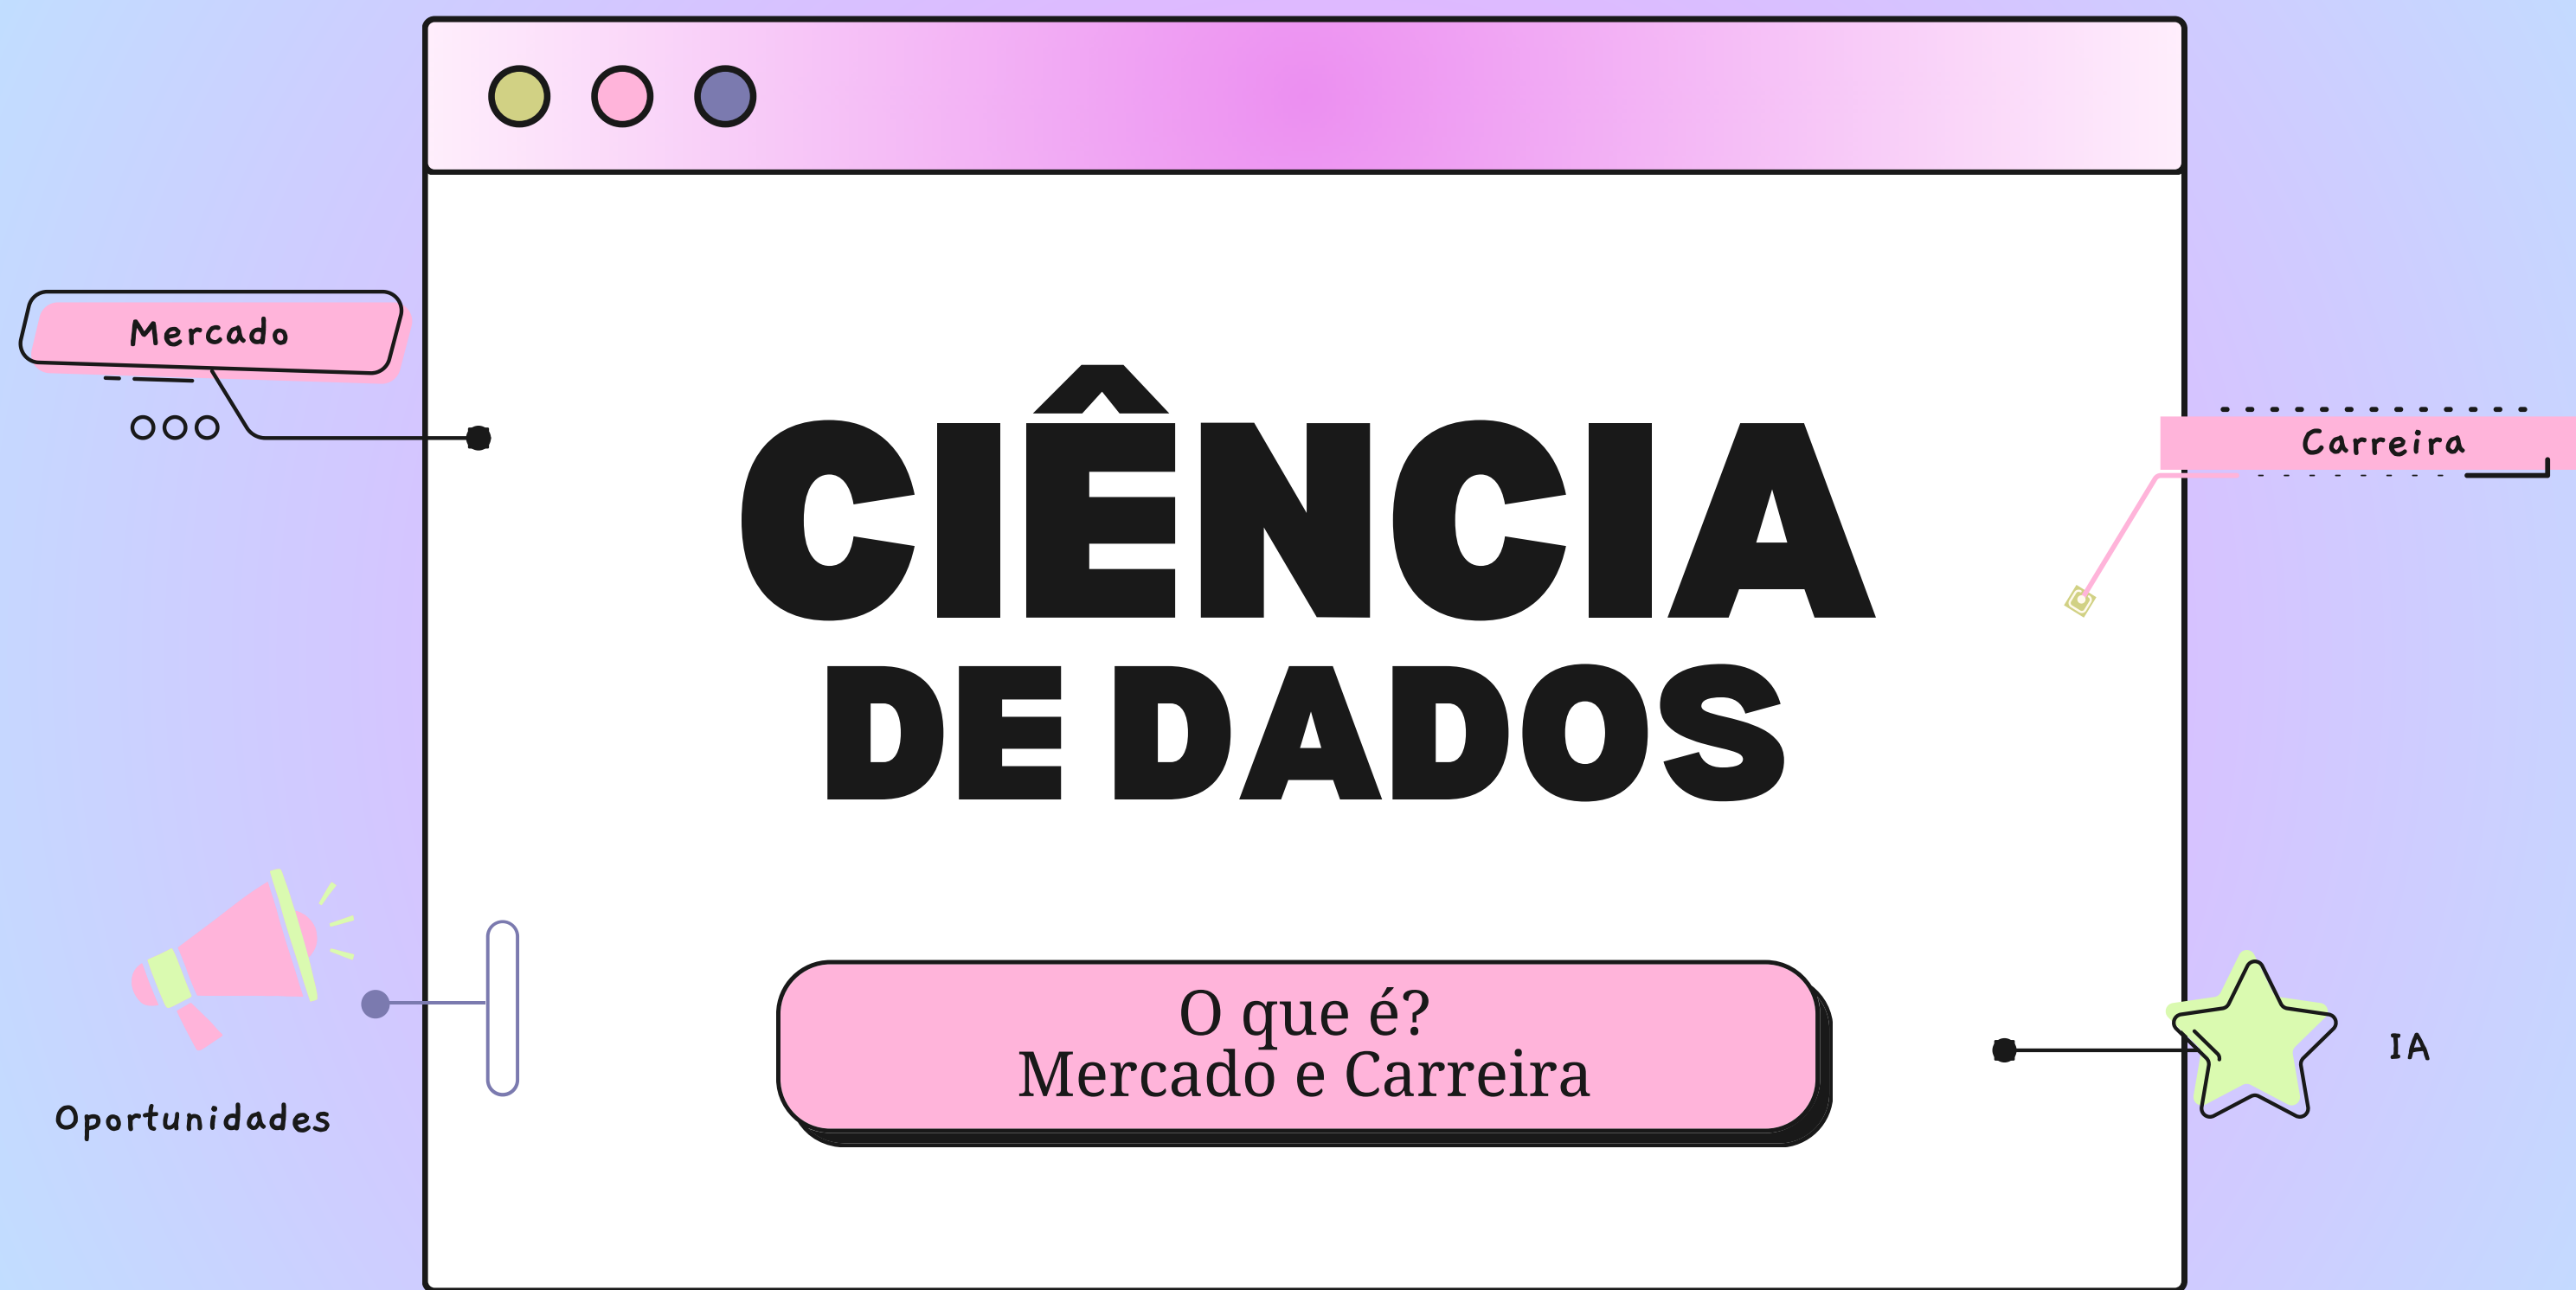 Mercado
Carreira
CIÊNCIA
DE DADOS
O que é?
Mercado e Carreira
Oportunidades
IA